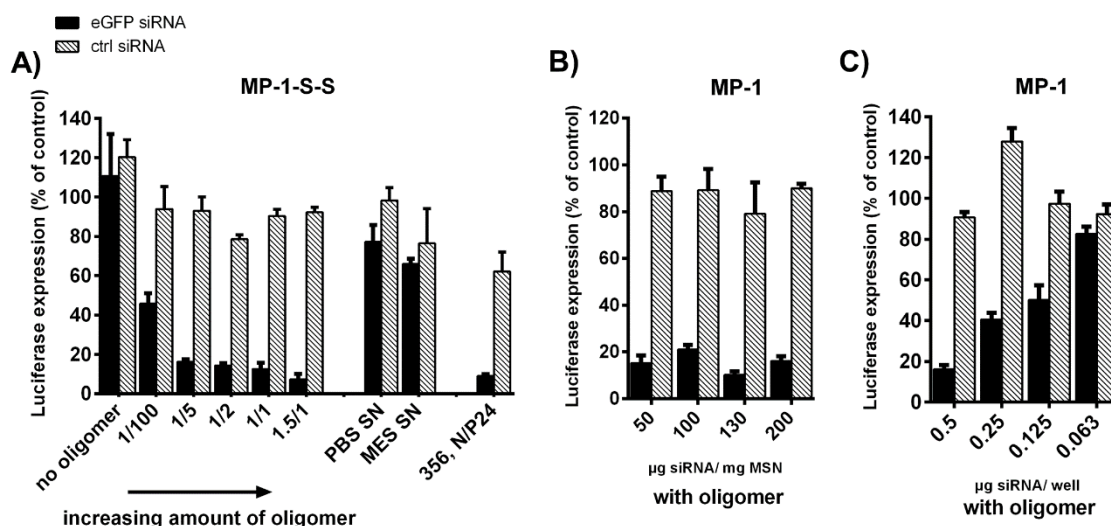 eGFP siRNA
ctrl siRNA
A)
MP-1-S-S
Luciferase expression (% of control)
140
120
100
80
60
40
20
0
no oligomer
1/100
1/5
1/2
1/1
1.5/1
PBS SN
MES SN
356, N/P24
increasing amount of oligomer
B)
MP-1
Luciferase expression (% of control)
120
100
80
60
40
20
0
50
100
130
200
µg siRNA/ mg MSN
with oligomer
C)
MP-1
Luciferase expression (% of control)
140
120
100
80
60
40
20
0
0.5
0.25
0.125
0.063
µg siRNA/ well
with oligomer